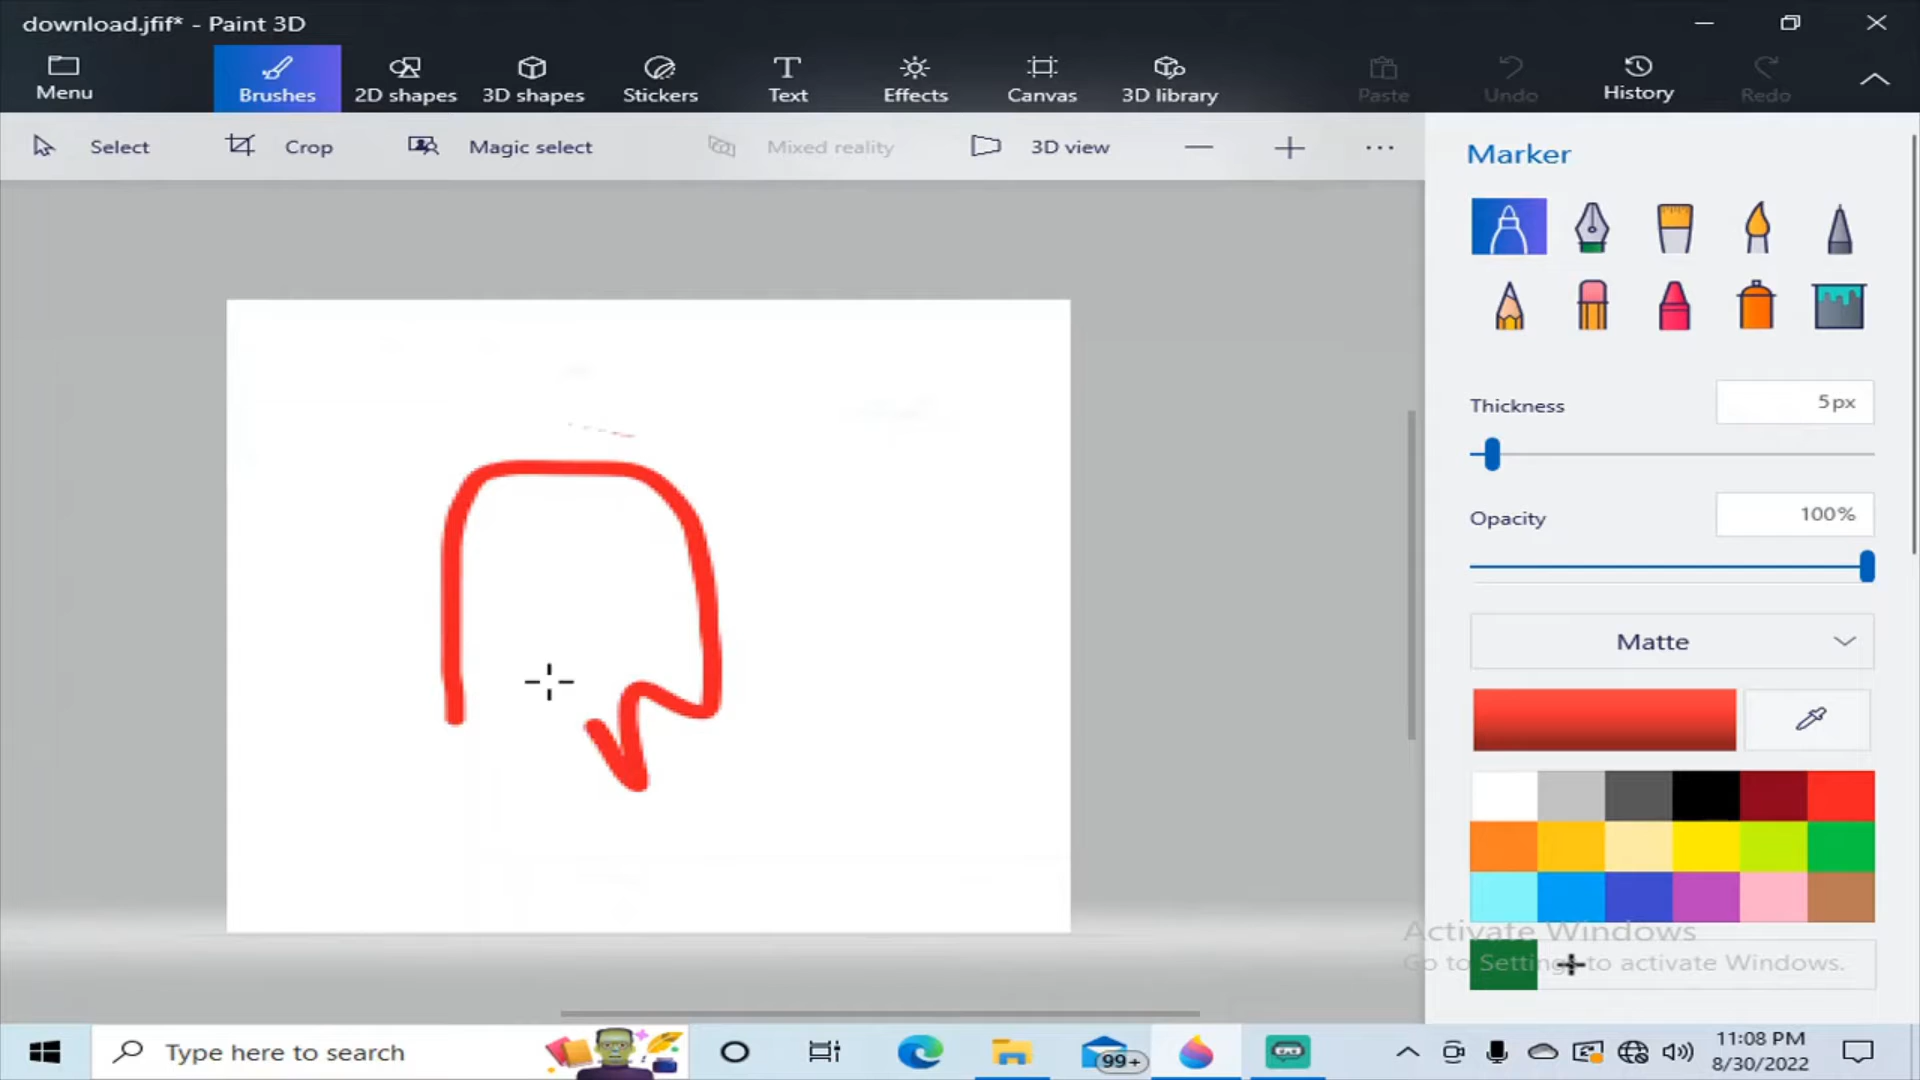 download.jfif* - Paint 3D
Menu
Brushes
2D shapes
3D shapes
Stickers
Text
Effects
Canvas
3D library
Paste
Undo
History
Redo
Select
Crop
Magic select
Mixed reality
3D view
Marker
Thickness
5px
Opacity
100%
Matte
Activate Windows
Go to Settings to activate Windows.
Type here to search
99+
11:08 PM
8/30/2022